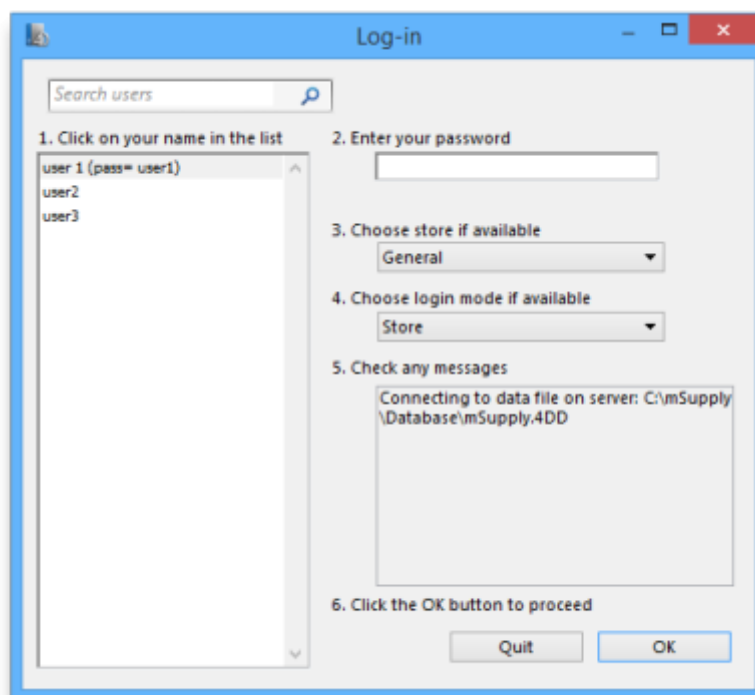 Log-in
Search users
1. Click on your name in the list
user 1 (pass= user1)
user2
user3
2. Enter your password
3. Choose store if available
General
4. Choose login mode if available
Store
5. Check any messages
Connecting to data file on server: C:\mSupply
\Database\mSupply.4DD
6. Click the OK button to proceed
Quit
OK